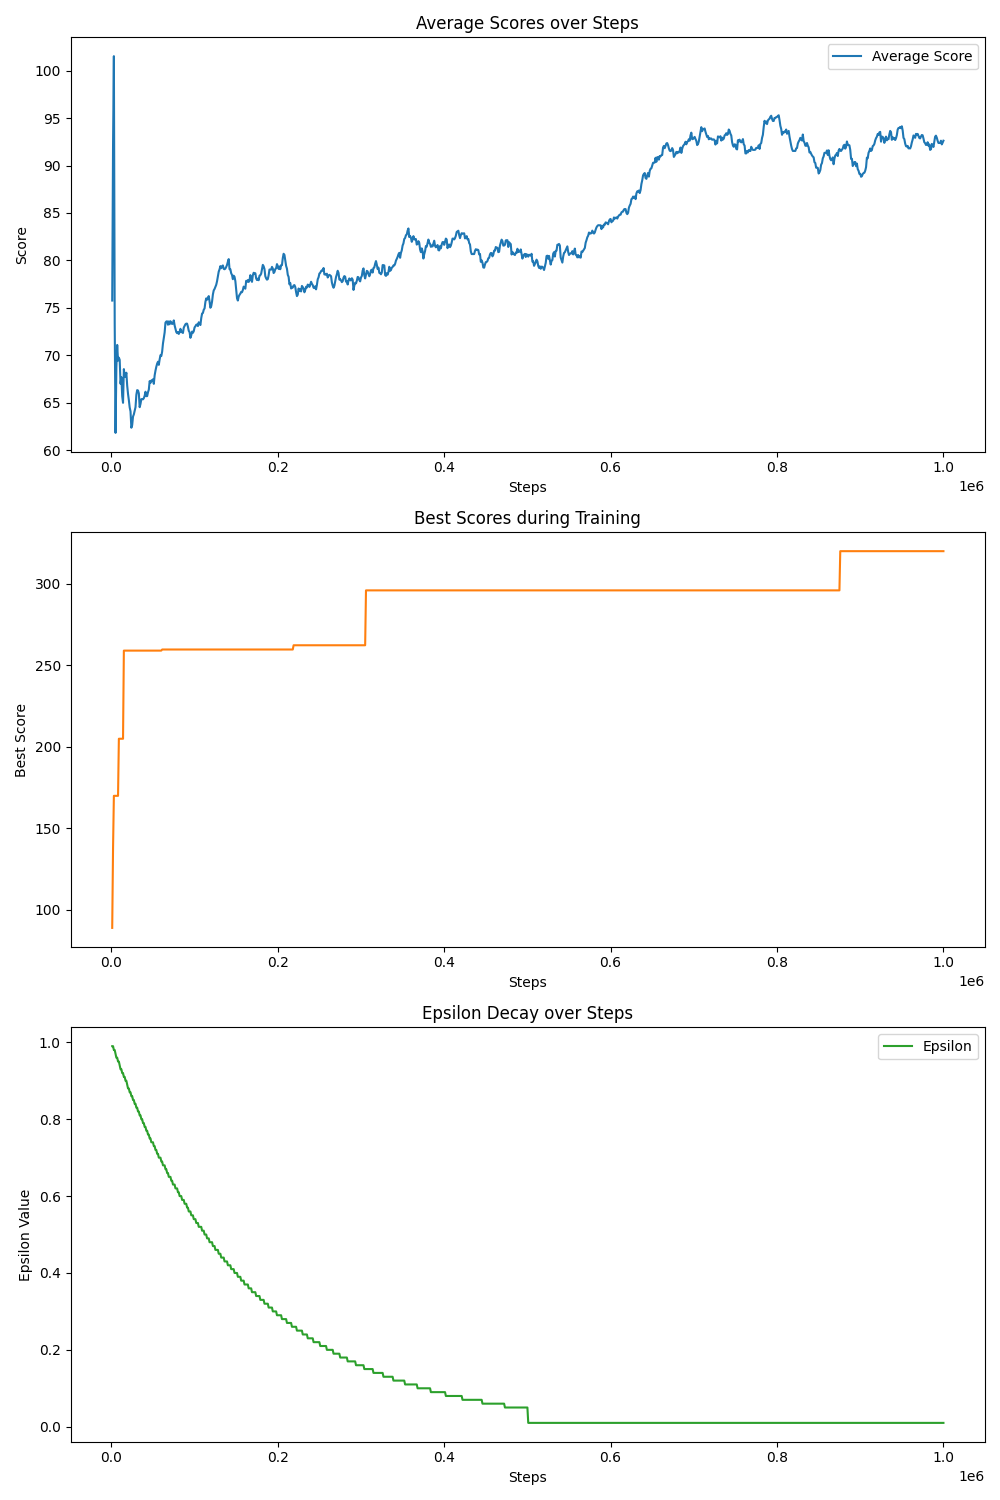 Average Scores over Steps
Average Score
Score
100
95
90
85
80
75
70
65
60
0.0 0.2 0.4 0.6 0.8 1.0
1e6
Steps
Best Scores during Training
Best Score
300
250
200
150
100
0.0 0.2 0.4 0.6 0.8 1.0
1e6
Steps
Epsilon Decay over Steps
Epsilon
Epsilon Value
1.0
0.8
0.6
0.4
0.2
0.0
0.0 0.2 0.4 0.6 0.8 1.0
1e6
Steps